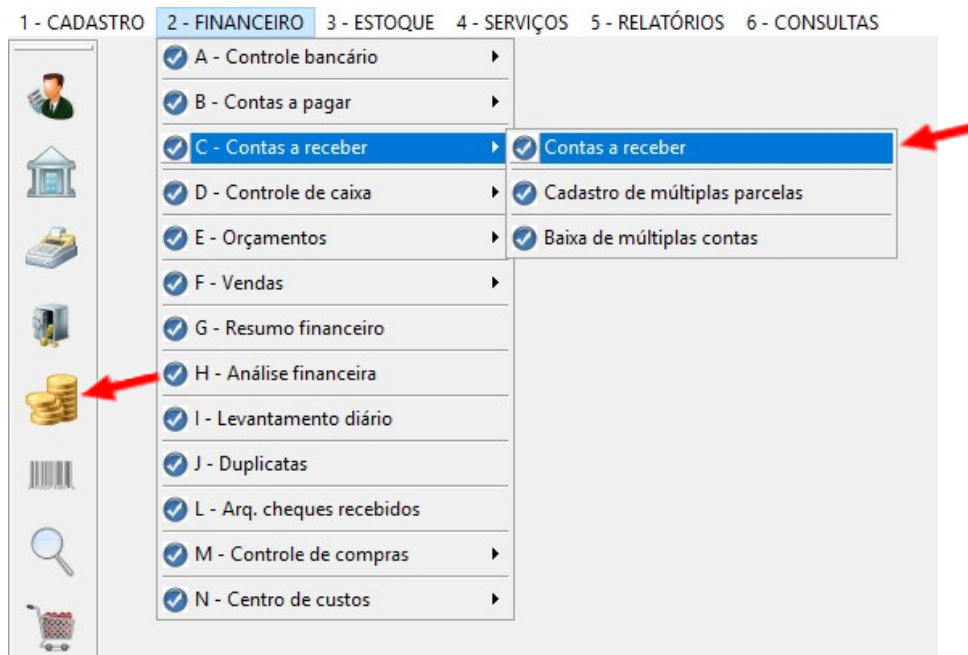 1 - CADASTRO 2 - FINANCEIRO 3 - ESTOQUE 4 - SERVIÇOS 5 - RELATÓRIOS 6 - CONSULTAS
A - Controle bancário
B - Contas a pagar
C - Contas a receber
Contas a receber
D - Controle de caixa
Cadastro de múltiplas parcelas
E - Orçamentos
Baixa de múltiplas contas
F - Vendas
G - Resumo financeiro
H - Análise financeira
I - Levantamento diário
J - Duplicatas
L - Arq. cheques recebidos
M - Controle de compras
N - Centro de custos